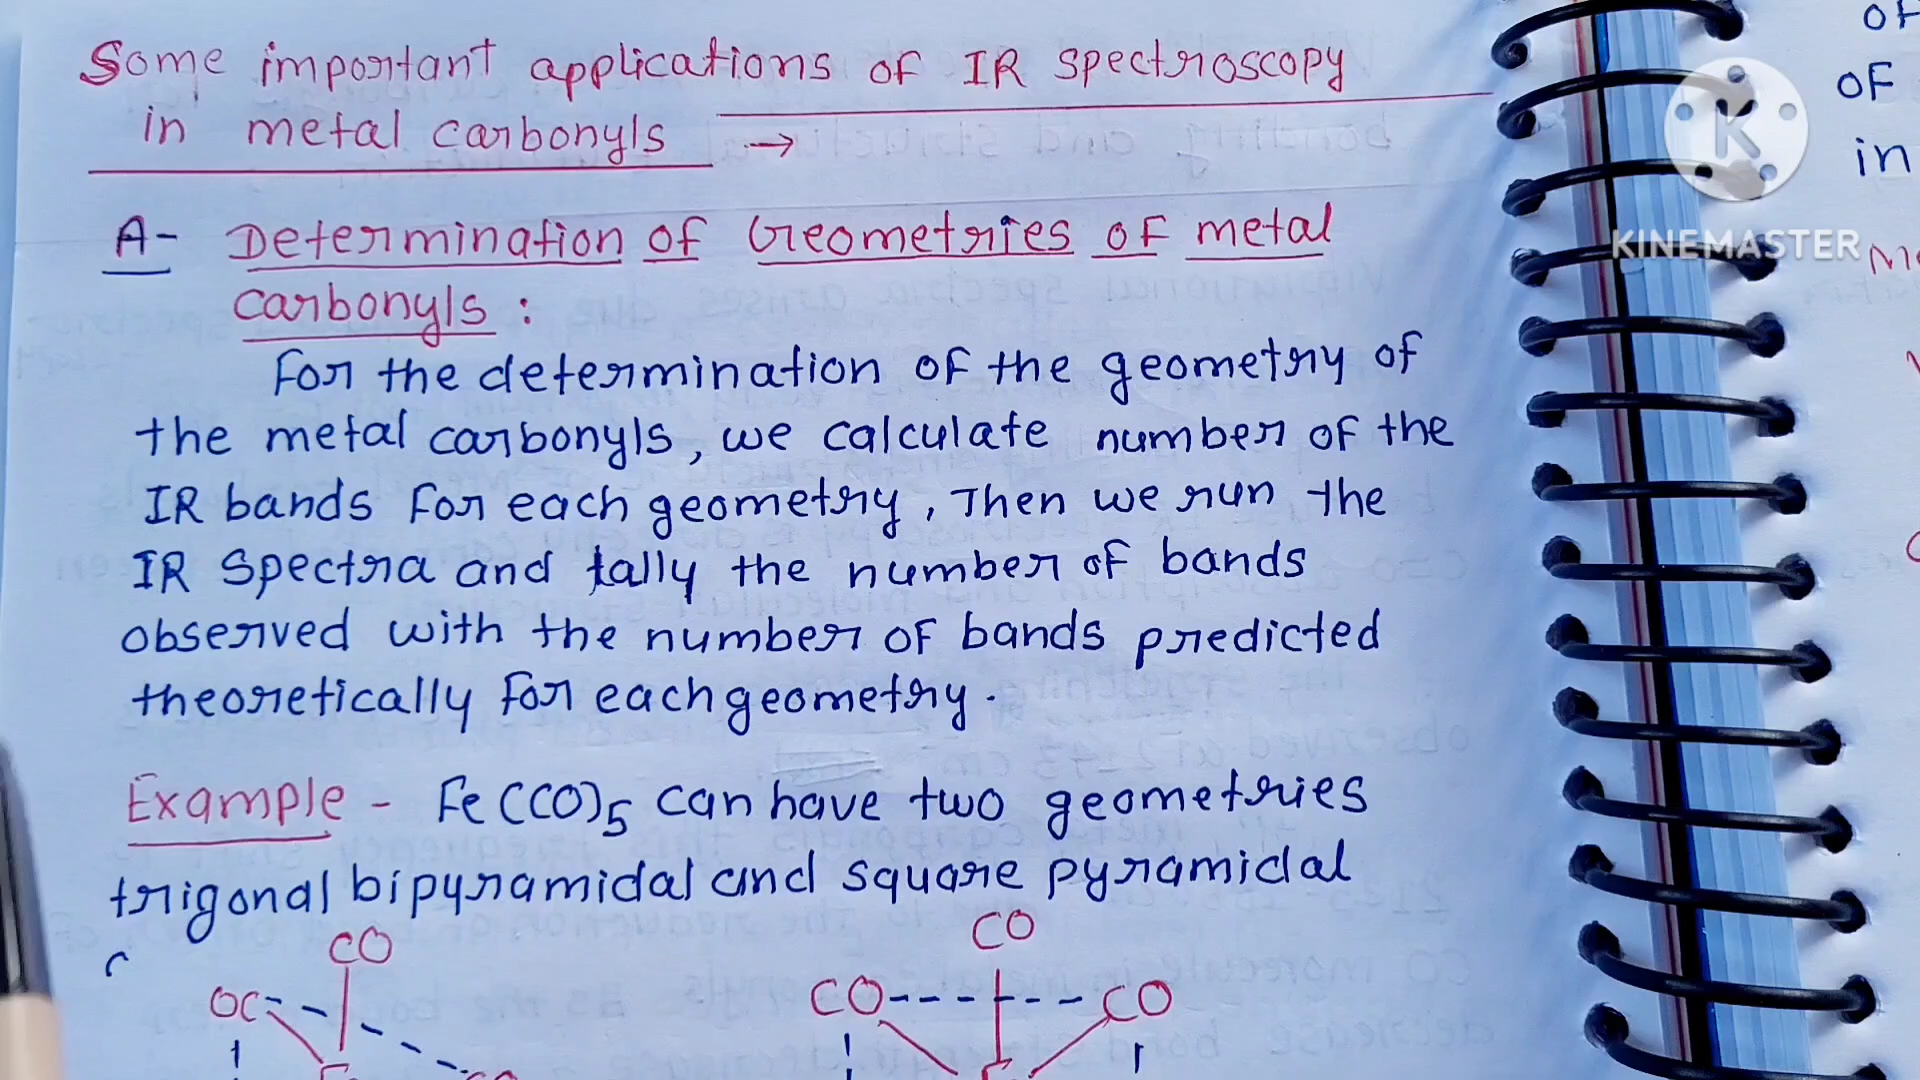 Some important applications of IR spectroscopy
in metal carbonyls →
A- Determination of Geometries of metal
carbonyls :
For the determination of the geometry of
the metal carbonyls, we calculate number of the
IR bands for each geometry, Then we run the
IR spectra and tally the number of bands
observed with the number of bands predicted
theoretically for each geometry.
Example - Fe(CO)5 can have two geometries
trigonal bipyramidal and square pyramidal
CO
CO
OC
CO
CO
of
OF
in
K
KINEMASTER